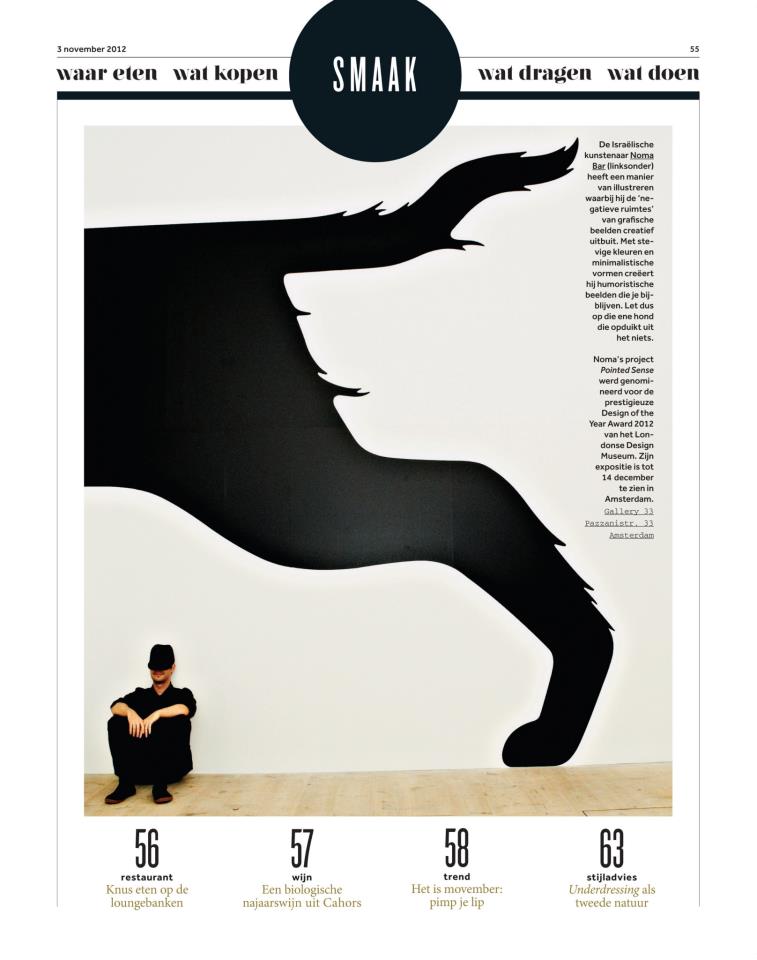 3 november 2012
55
waar eten wat kopen
SMAAK
wat dragen wat doen
De Israëlische
kunstenaar Noma
Bar (linksonder)
heeft een manier
van illustreren
waarbij hij de ‘ne-
gatieve ruimtes’
van grafische
beelden creatief
uitbuit. Met ste-
vige kleuren en
minimalistische
vormen creëert
hij humoristische
beelden die je bij-
blijven. Let dus
op die ene hond
die opduikt uit
het niets.
Noma's project
Pointed Sense
werd genomi-
neerd voor de
prestigieuze
Design of the
Year Award 2012
van het Lon-
donse Design
Museum. Zijn
expositie is tot
14 december
te zien in
Amsterdam.
Gallery 33
Pazzanistr. 33
Amsterdam
56
restaurant
Knus eten op de
loungebanken
57
wijn
Een biologische
najaarswijn uit Cahors
58
trend
Het is movember:
pimp je lip
63
stijladvies
Underdressing als
tweede natuur